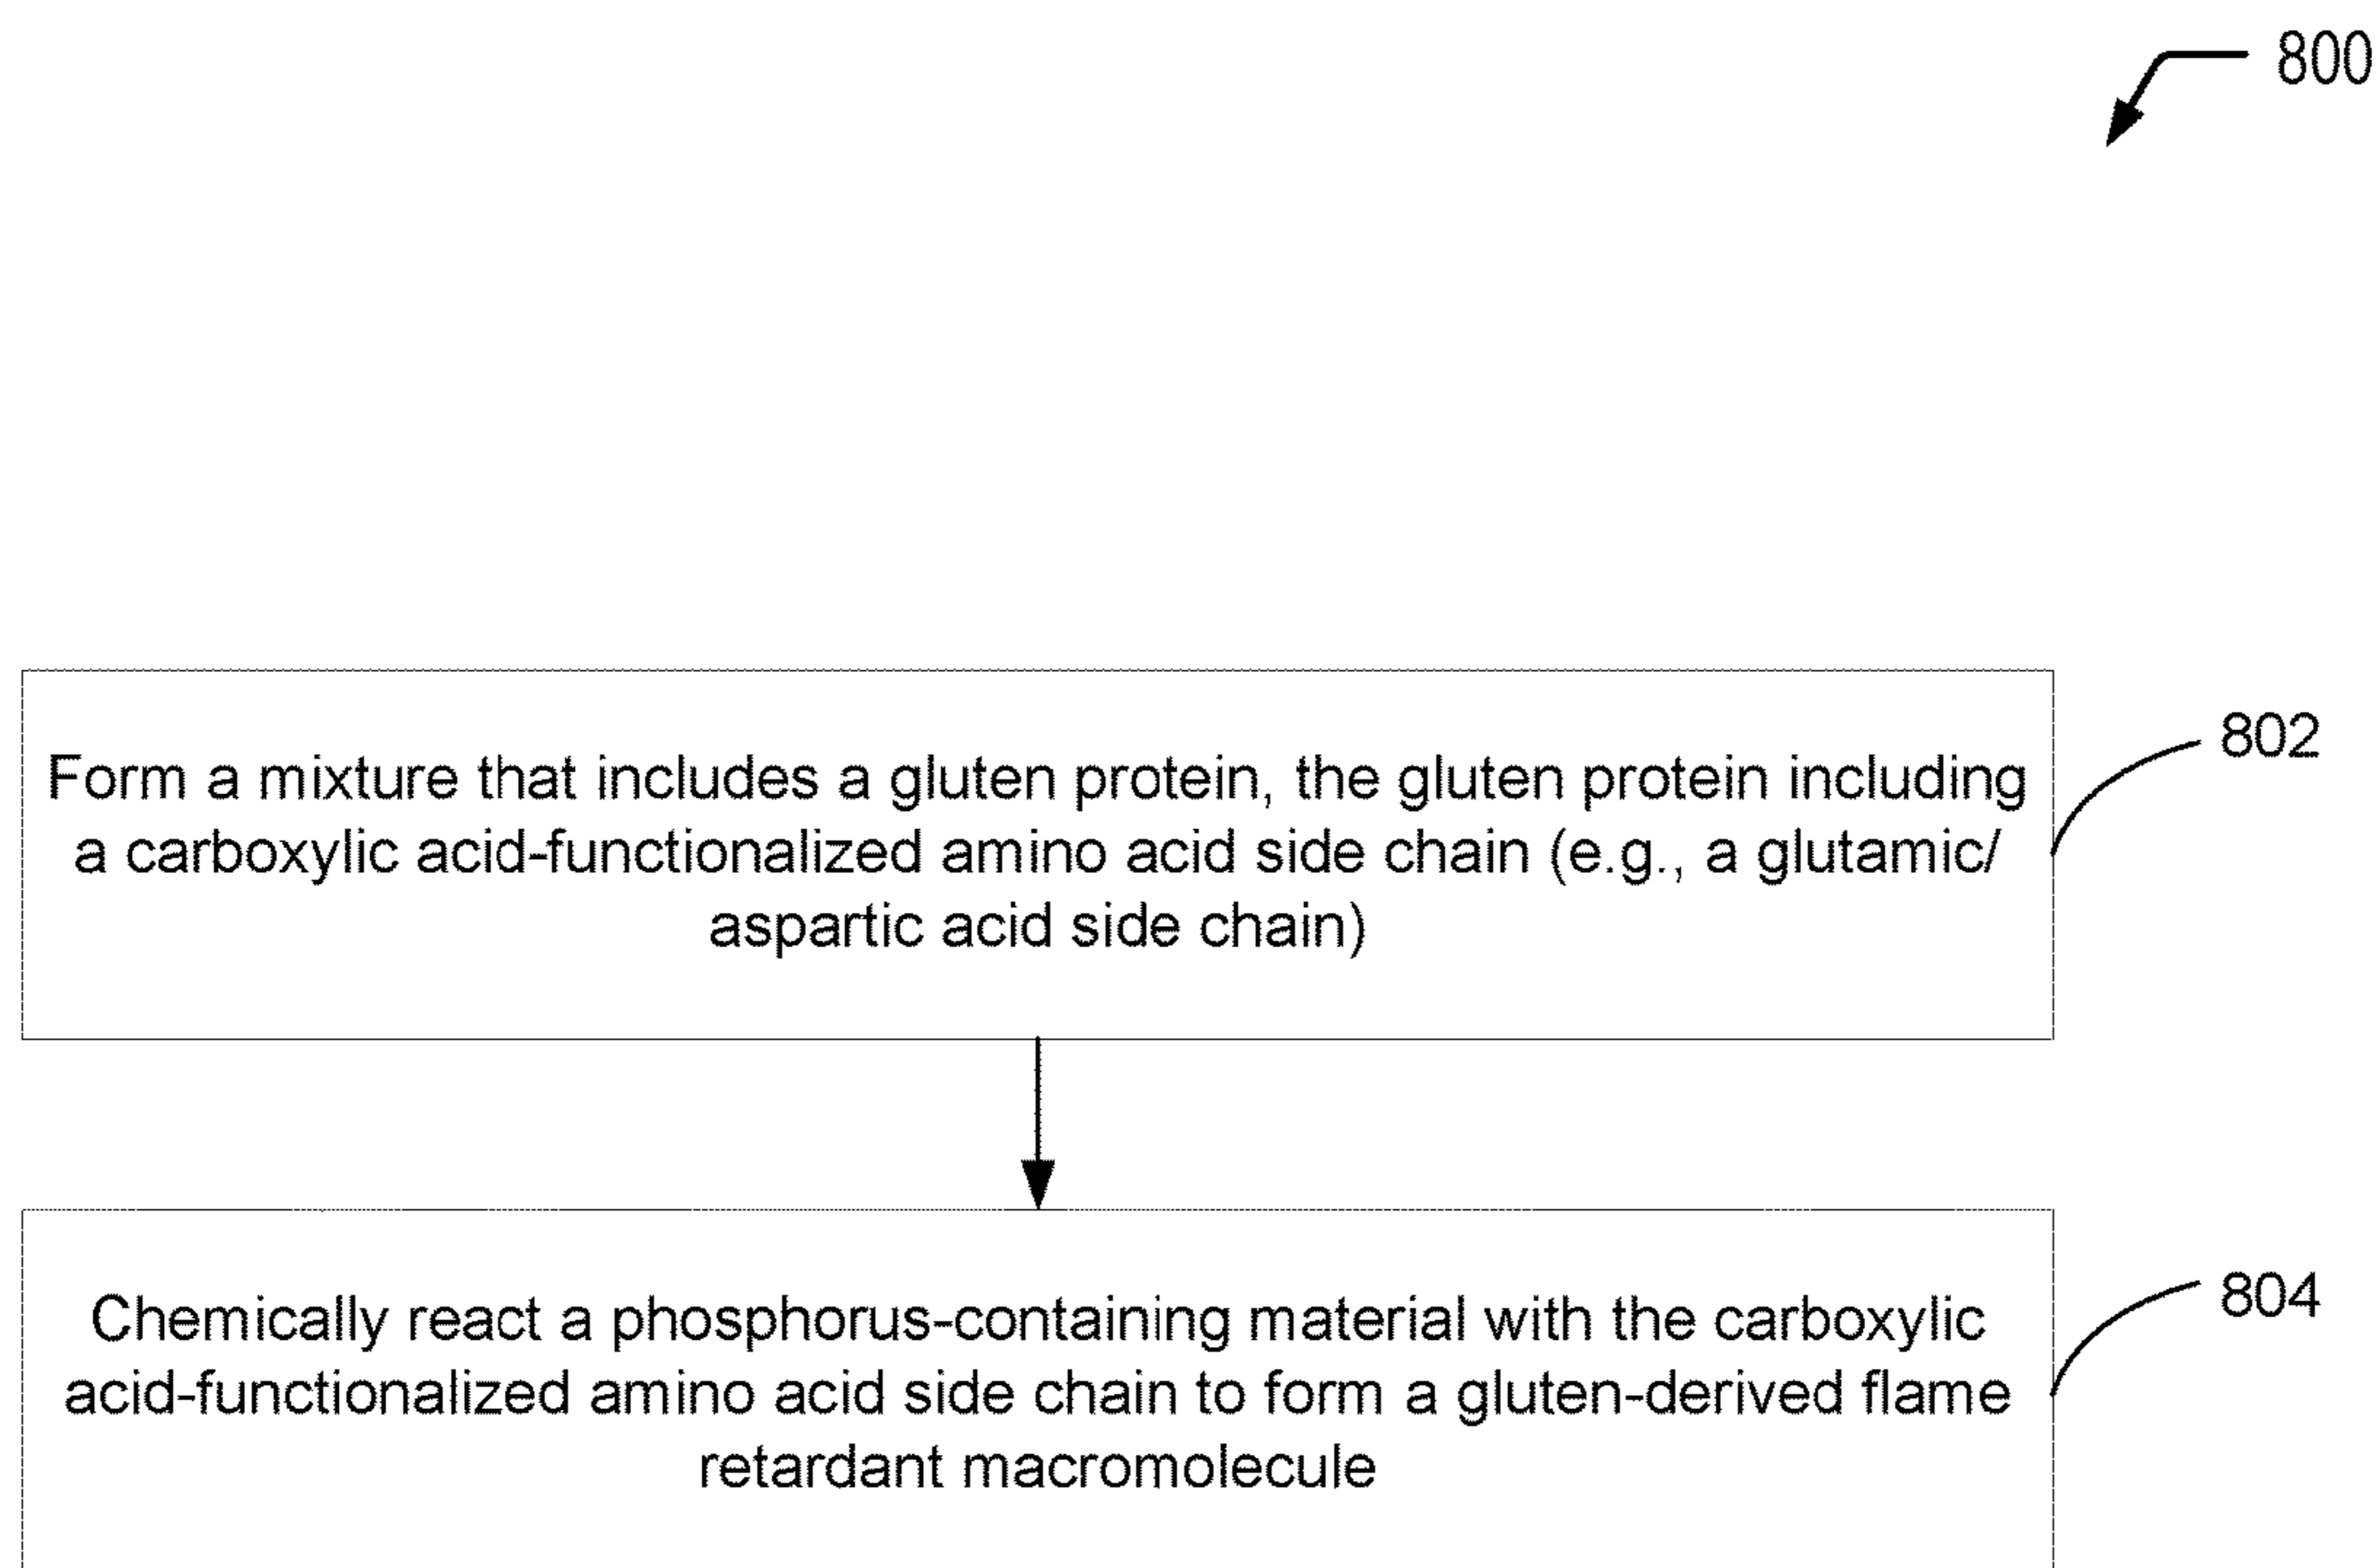 800
Form a mixture that includes a gluten protein, the gluten protein including
a carboxylic acid-functionalized amino acid side chain (e.g., a glutamic/
aspartic acid side chain)
802
Chemically react a phosphorus-containing material with the carboxylic
acid-functionalized amino acid side chain to form a gluten-derived flame
retardant macromolecule
804